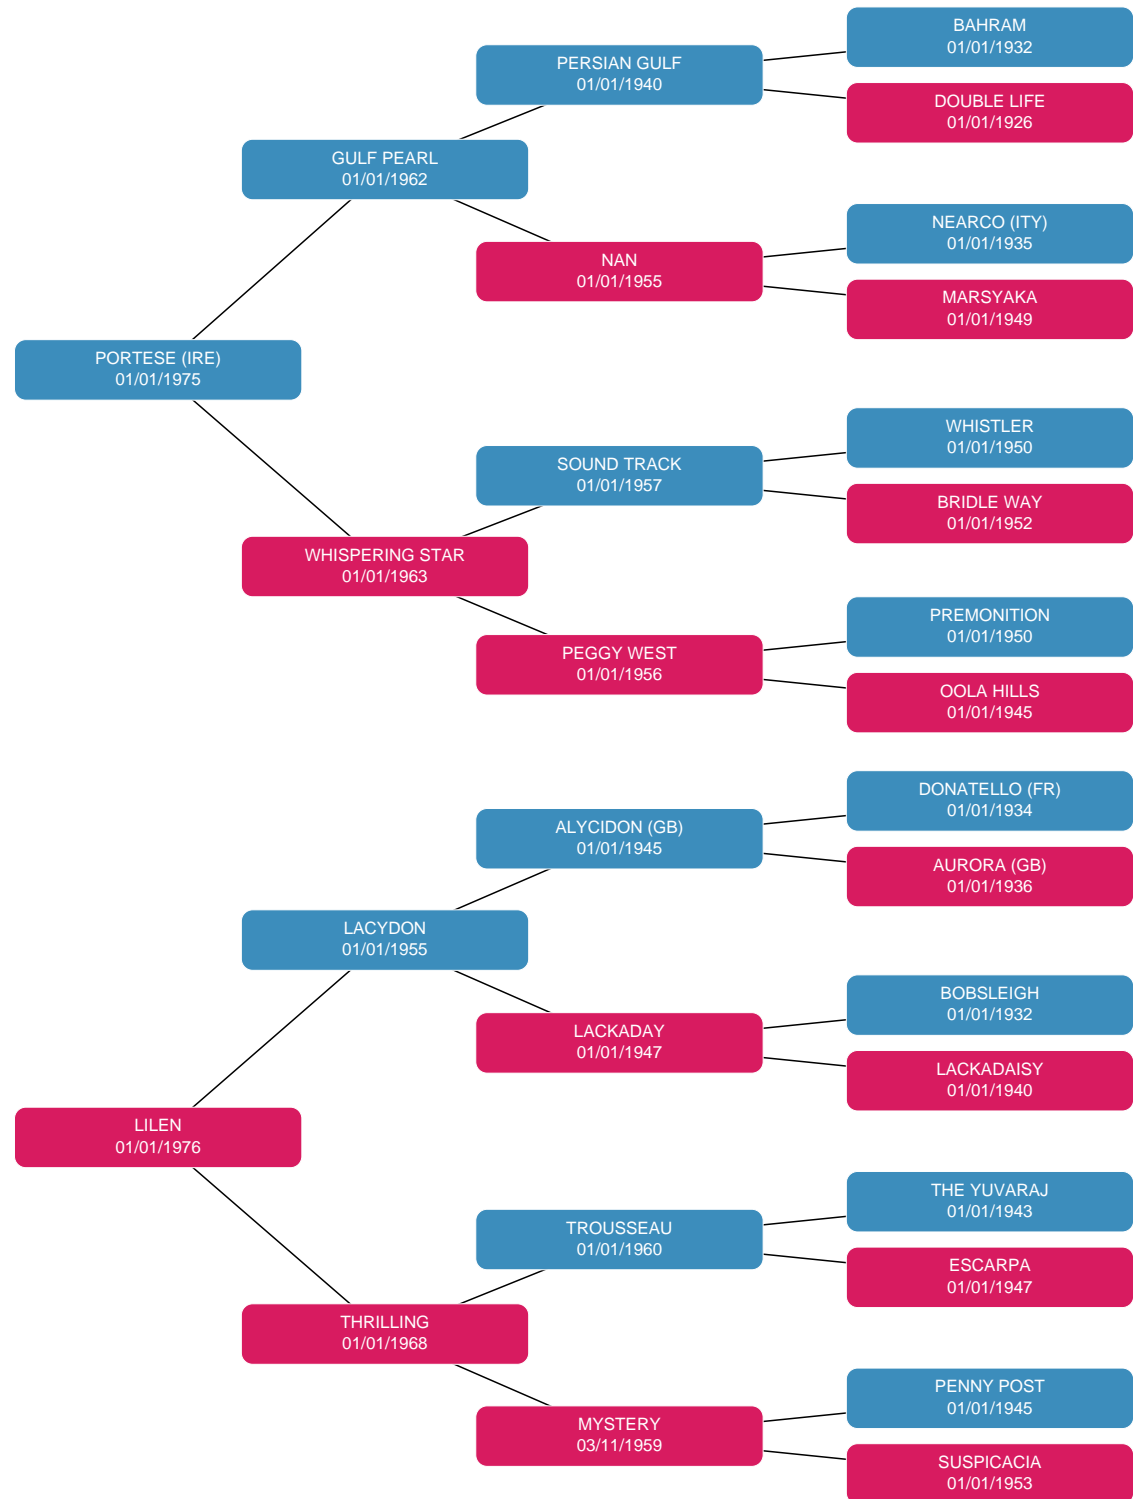 BAHRAM
01/01/1932
PERSIAN GULF
01/01/1940
DOUBLE LIFE
01/01/1926
GULF PEARL
01/01/1962
NEARCO (ITY)
01/01/1935
NAN
01/01/1955
MARSYAKA
01/01/1949
PORTESE (IRE)
01/01/1975
WHISTLER
01/01/1950
SOUND TRACK
01/01/1957
BRIDLE WAY
01/01/1952
WHISPERING STAR
01/01/1963
PREMONITION
01/01/1950
PEGGY WEST
01/01/1956
OOLA HILLS
01/01/1945
DONATELLO (FR)
01/01/1934
ALYCIDON (GB)
01/01/1945
AURORA (GB)
01/01/1936
LACYDON
01/01/1955
BOBSLEIGH
01/01/1932
LACKADAY
01/01/1947
LACKADAISY
01/01/1940
LILEN
01/01/1976
THE YUVARAJ
01/01/1943
TROUSSEAU
01/01/1960
ESCARPA
01/01/1947
THRILLING
01/01/1968
PENNY POST
01/01/1945
MYSTERY
03/11/1959
SUSPICACIA
01/01/1953